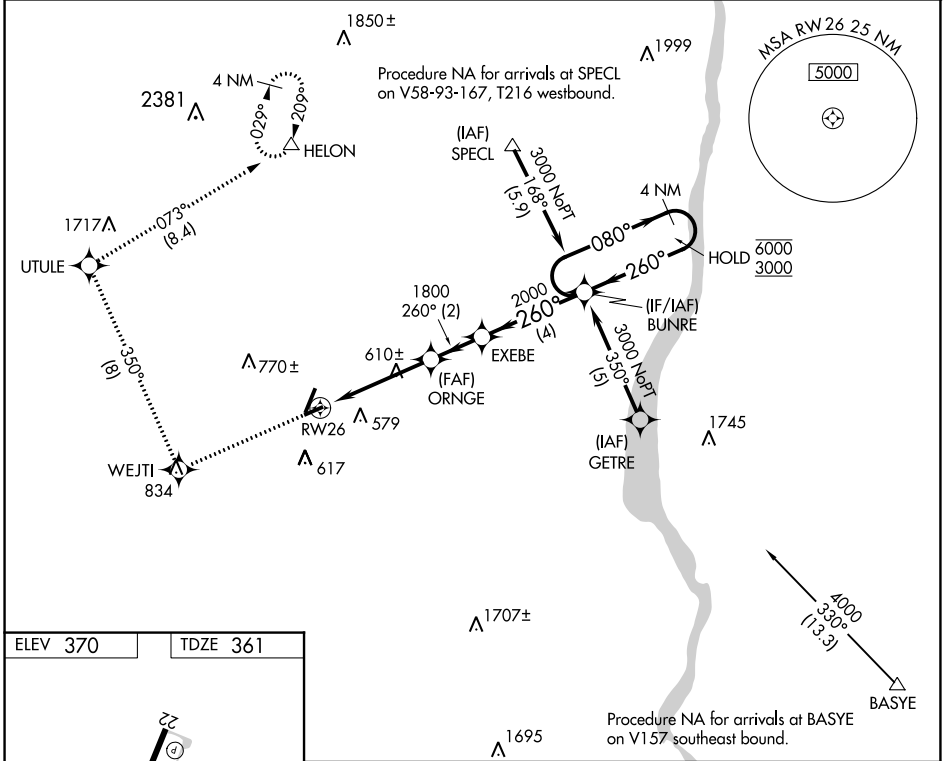 1850±
1999
MSA RW26 25 NM
5000
4 NM
2381
029°
209°
HELON
Procedure NA for arrivals at SPECL
on V58-93-167, T216 westbound.
(IAF)
SPECL
3000 NoPT
168°
(5.9)
4 NM
080°
260°
HOLD
6000
3000
1717
073°
(8.4)
UTULE
(IF/IAF)
BUNRE
2000
260°
(4)
1800
260° (2)
EXEBE
350°
(8)
770±
610±
(FAF)
ORNGE
3000 NoPT
350°
(5)
RW26
579
617
(IAF)
GETRE
1745
WEJTI
834
1707±
4000
330°
(13.3)
BASYE
Procedure NA for arrivals at BASYE
on V157 southeast bound.
1695
ELEV 370
TDZE 361
22
P